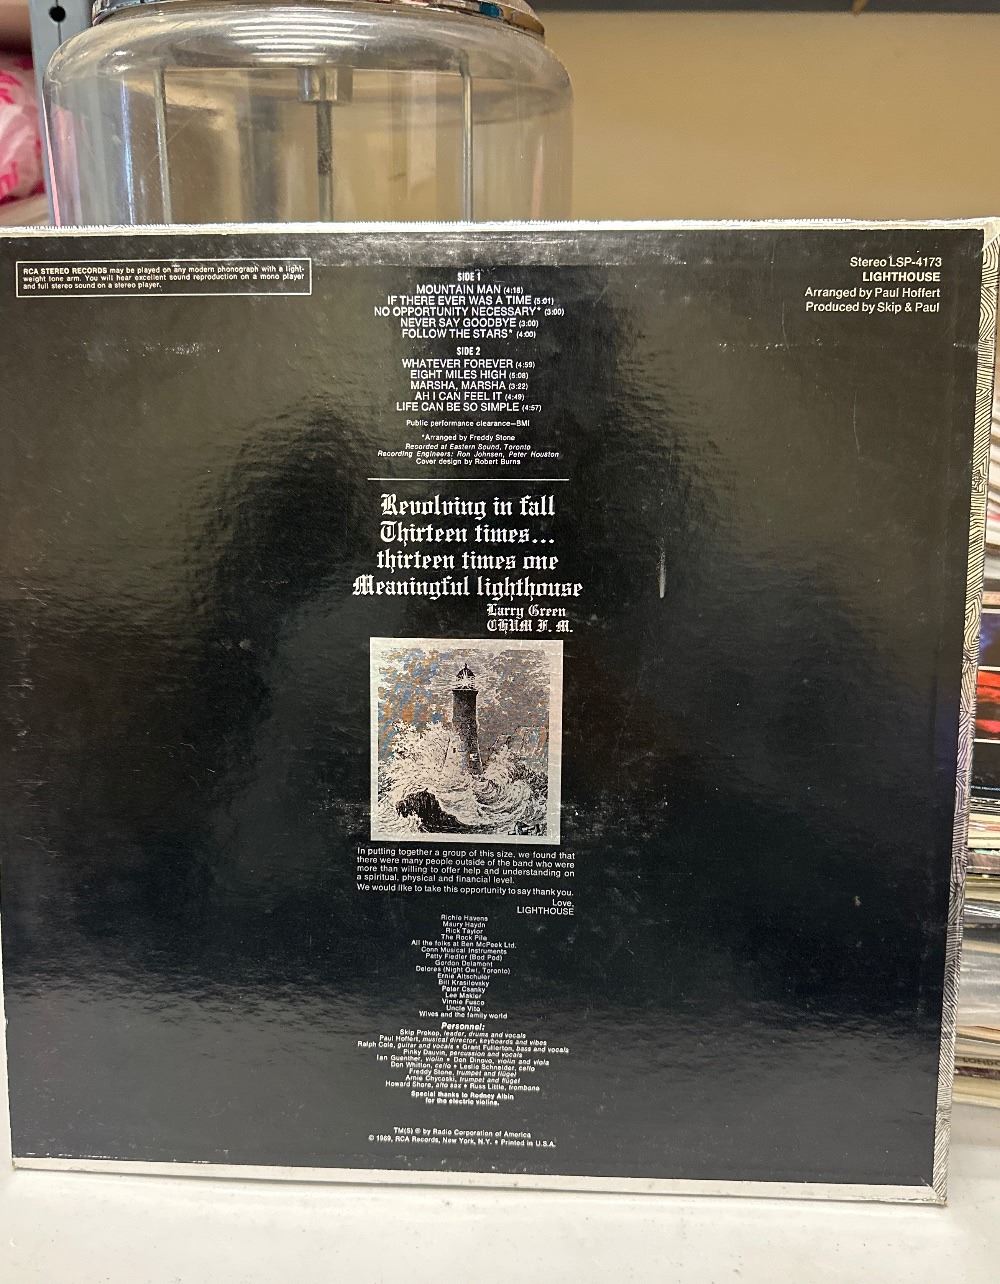 RCA STEREO RECORDS may be played on any modern phonograph with a light-
weight tone arm. You will hear excellent sound reproduction on a mono player
and full stereo sound on a stereo player.
Stereo LSP-4173
LIGHTHOUSE
Arranged by Paul Hoffert
Produced by Skip & Paul
SIDE 1
MOUNTAIN MAN (4:18)
IF THERE EVER WAS A TIME (5:01)
NO OPPORTUNITY NECESSARY* (3:00)
NEVER SAY GOODBYE (3:00)
FOLLOW THE STARS* (4:00)
SIDE 2
WHATEVER FOREVER (4:59)
EIGHT MILES HIGH (5:08)
MARSHA, MARSHA (3:22)
AH I CAN FEEL IT (4:49)
LIFE CAN BE SO SIMPLE (4:57)
Public performance clearance—BMI
*Arranged by Freddy Stone
Recorded at Eastern Sound, Toronto
Recording Engineers: Ron Johnsen, Peter Houston
Cover design by Robert Burns
Revolving in fall
Thirteen times...
thirteen times one
Meaningful lighthouse
Larry Green
CHUM F. M.
In putting together a group of this size, we found that
there were many people outside of the band who were
more than willing to offer help and understanding on
a spiritual, physical and financial level.
We would like to take this opportunity to say thank you.
Love,
LIGHTHOUSE
Richie Havens
Maury Haydn
Rick Taylor
The Rock Pile
All the folks at Ben McPeek Ltd.
Conn Musical Instruments
Patty Fiedler (Bod Pod)
Gordon Delamont
Delores (Night Owl, Toronto)
Ernie Altschuler
Bill Krasilovsky
Peter Csanky
Lee Makler
Vinnie Fusco
Uncle Vito
Wives and the family world
Personnel:
Skip Prokop, leader, drums and vocals
Paul Hoffert, musical director, keyboards and vibes
Ralph Cole, guitar and vocals • Grant Fullerton, bass and vocals
Pinky Dauvin, percussion and vocals
Ian Guenther, violin • Don Dinovo, violin and viola
Don Whitton, cello • Leslie Schneider, cello
Freddy Stone, trumpet and flügel
Arnie Chycoski, trumpet and flügel
Howard Shore, alto sax • Russ Little, trombone
Special thanks to Rodney Albin
for the electric violins.
TM(S) ® by Radio Corporation of America
© 1969, RCA Records, New York, N.Y. • Printed in U.S.A.